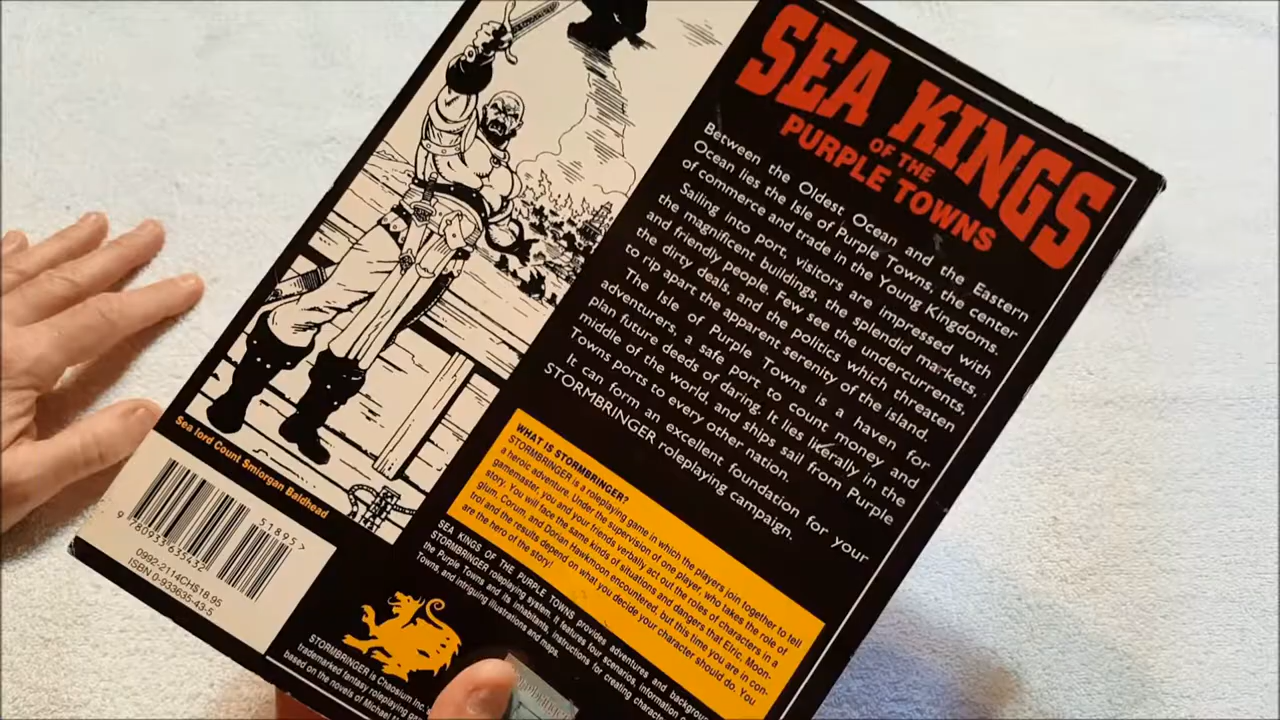 SEA KINGS
OF THE
PURPLE TOWNS
Between the Oldest Ocean and the Eastern
Ocean lies the Isle of Purple Towns, the center
of commerce and trade in the Young Kingdoms.
Sailing into port, visitors are impressed with
the magnificent buildings, the splendid markets,
and friendly people. Few see the undercurrents,
the dirty deals, and the politics which threaten
to rip apart the apparent serenity of the island.
The Isle of Purple Towns is a haven for
adventurers, a safe port to count money and
plan future deeds of daring. It lies literally in the
middle of the world, and ships sail from Purple
Towns ports to every other nation.
It can form an excellent foundation for your
STORMBRINGER roleplaying campaign.
WHAT IS STORMBRINGER?
STORMBRINGER is a roleplaying game in which the players join together to tell
a heroic adventure. Under the supervision of one player, who takes the role of
gamemaster, you and your friends verbally act out the roles of characters in a
story. You will face the same kinds of situations and dangers that Elric, Moon-
glum, Corum, and Dorian Hawkmoon encountered, but this time you are in con-
trol and the results depend on what you decide your character should do. You
are the hero of the story!
SEA KINGS OF THE PURPLE TOWNS provides adventures and backgrou
STORMBRINGER roleplaying system. It features four scenarios, information
the Purple Towns and its inhabitants, instructions for creating characte
Towns, and intriguing illustrations and maps.
Sea lord Count Smiorgan Baldhead
51895>
9 780933 635432
0992-2114CH$18.95
ISBN 0-933635-43-5
STORMBRINGER is Chaosium Inc.'s
trademarked fantasy roleplaying ga
based on the novels of Michael